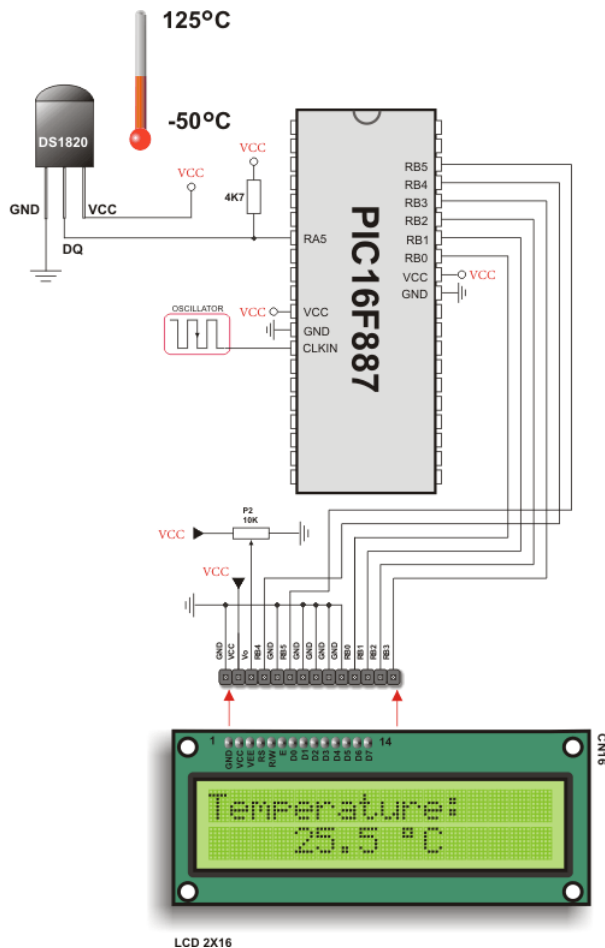 125°C
-50°C
DS1820
VCC
VCC
GND
VCC
DQ
4K7
RA5
OSCILLATOR
VCC
VCC
GND
CLKIN
PIC16F887
RB5
RB4
RB3
RB2
RB1
RB0
VCC
VCC
GND
P2
10K
VCC
VCC
GND
VCC
Vo
RB4
GND
RB5
GND
GND
GND
GND
RB0
RB1
RB2
RB3
1
14
GND
VCC
VEE
RS
R/W
E
D0
D1
D2
D3
D4
D5
D6
D7
CN16
Temperature:
25.5 °C
LCD 2X16